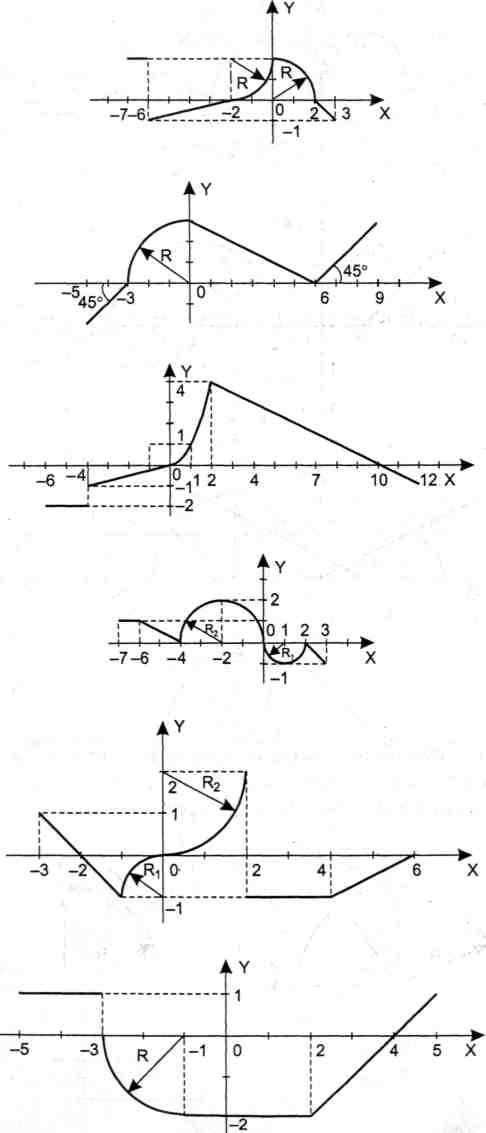 Y
R R
–7–6 –2 0 2 3 X
–1
Y
R
–5 –3 0 6 9 X
45° 45°
Y
4
1
–6 –4 0 1 2 4 7 10 12 X
–1
–2
Y
2
R₂ 0 1 2 3
R₁
–7 –6 –4 –2 X
–1
Y
2 R₂
1
–3 –2 R₁ 0 2 4 6 X
–1
Y
1
–5 –3 R –1 0 2 4 5 X
–2